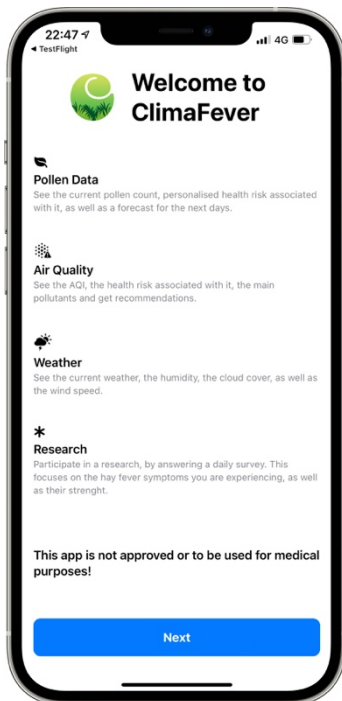 22:47
4G
◀ TestFlight
Welcome to
ClimaFever
Pollen Data
See the current pollen count, personalised health risk associated
with it, as well as a forecast for the next days.
Air Quality
See the AQI, the health risk associated with it, the main
pollutants and get recommendations.
Weather
See the current weather, the humidity, the cloud cover, as well as
the wind speed.
Research
Participate in a research, by answering a daily survey. This
focuses on the hay fever symptoms you are experiencing, as well
as their strenght.
This app is not approved or to be used for medical
purposes!
Next